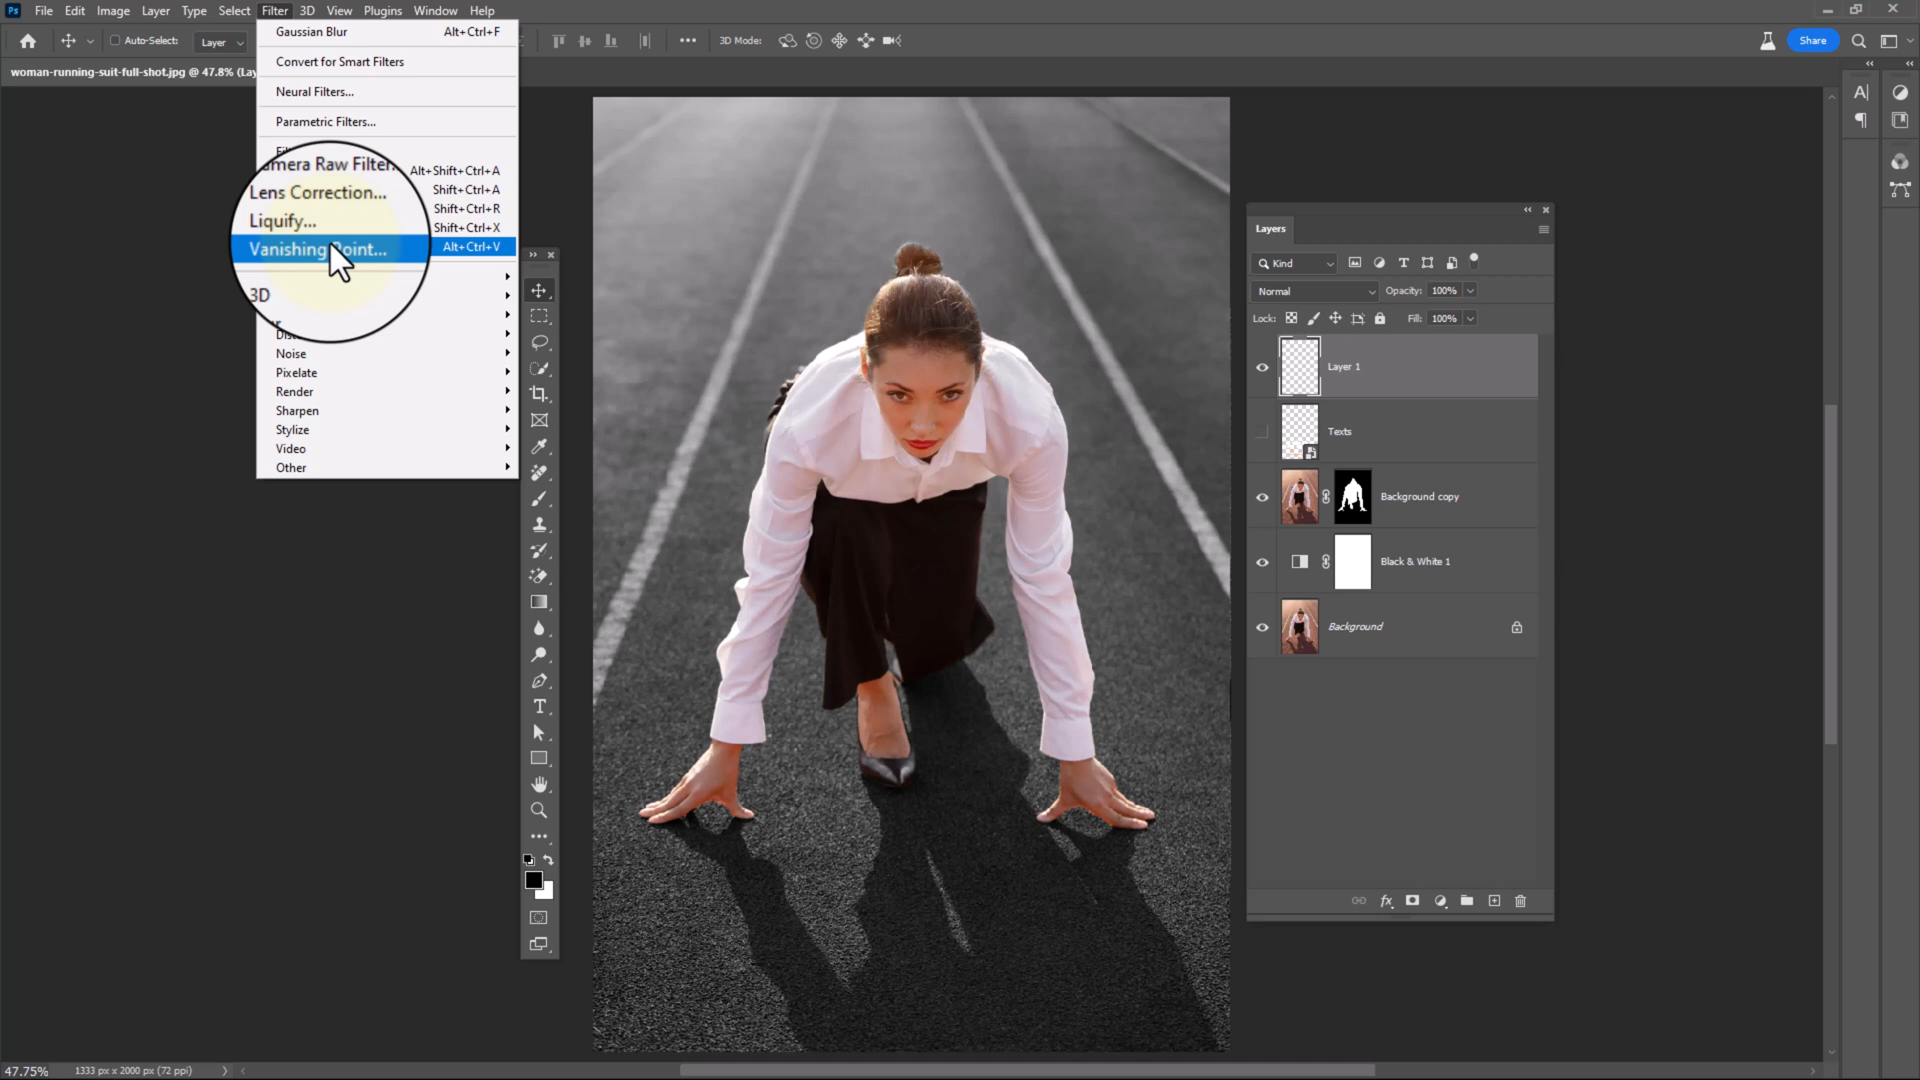 Ps File Edit Image Layer Type Select Filter 3D View Plugins Window Help
Auto-Select: Layer 3D Mode: Share
woman-running-suit-full-shot.jpg @ 47.8% (Lay
Gaussian Blur Alt+Ctrl+F
Convert for Smart Filters
Neural Filters...
Parametric Filters...
amera Raw Filter. Alt+Shift+Ctrl+A
Lens Correction... Shift+Ctrl+A
Shift+Ctrl+R
Liquify... Shift+Ctrl+X
Vanishing Point... Alt+Ctrl+V
3D
Noise
Pixelate
Render
Sharpen
Stylize
Video
Other
Layers
Kind
Normal Opacity: 100%
Lock: Fill: 100%
Layer 1
Texts
Background copy
Black & White 1
Background
47.75% 1333 px x 2000 px (72 ppi)